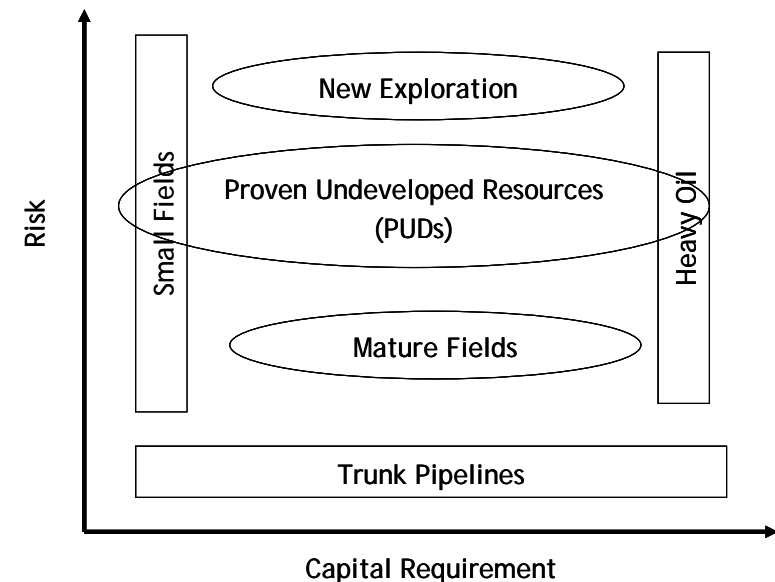 New Exploration
Small Fields
Proven Undeveloped Resources
(PUDs)
Heavy Oil
Risk
Mature Fields
Trunk Pipelines
Capital Requirement